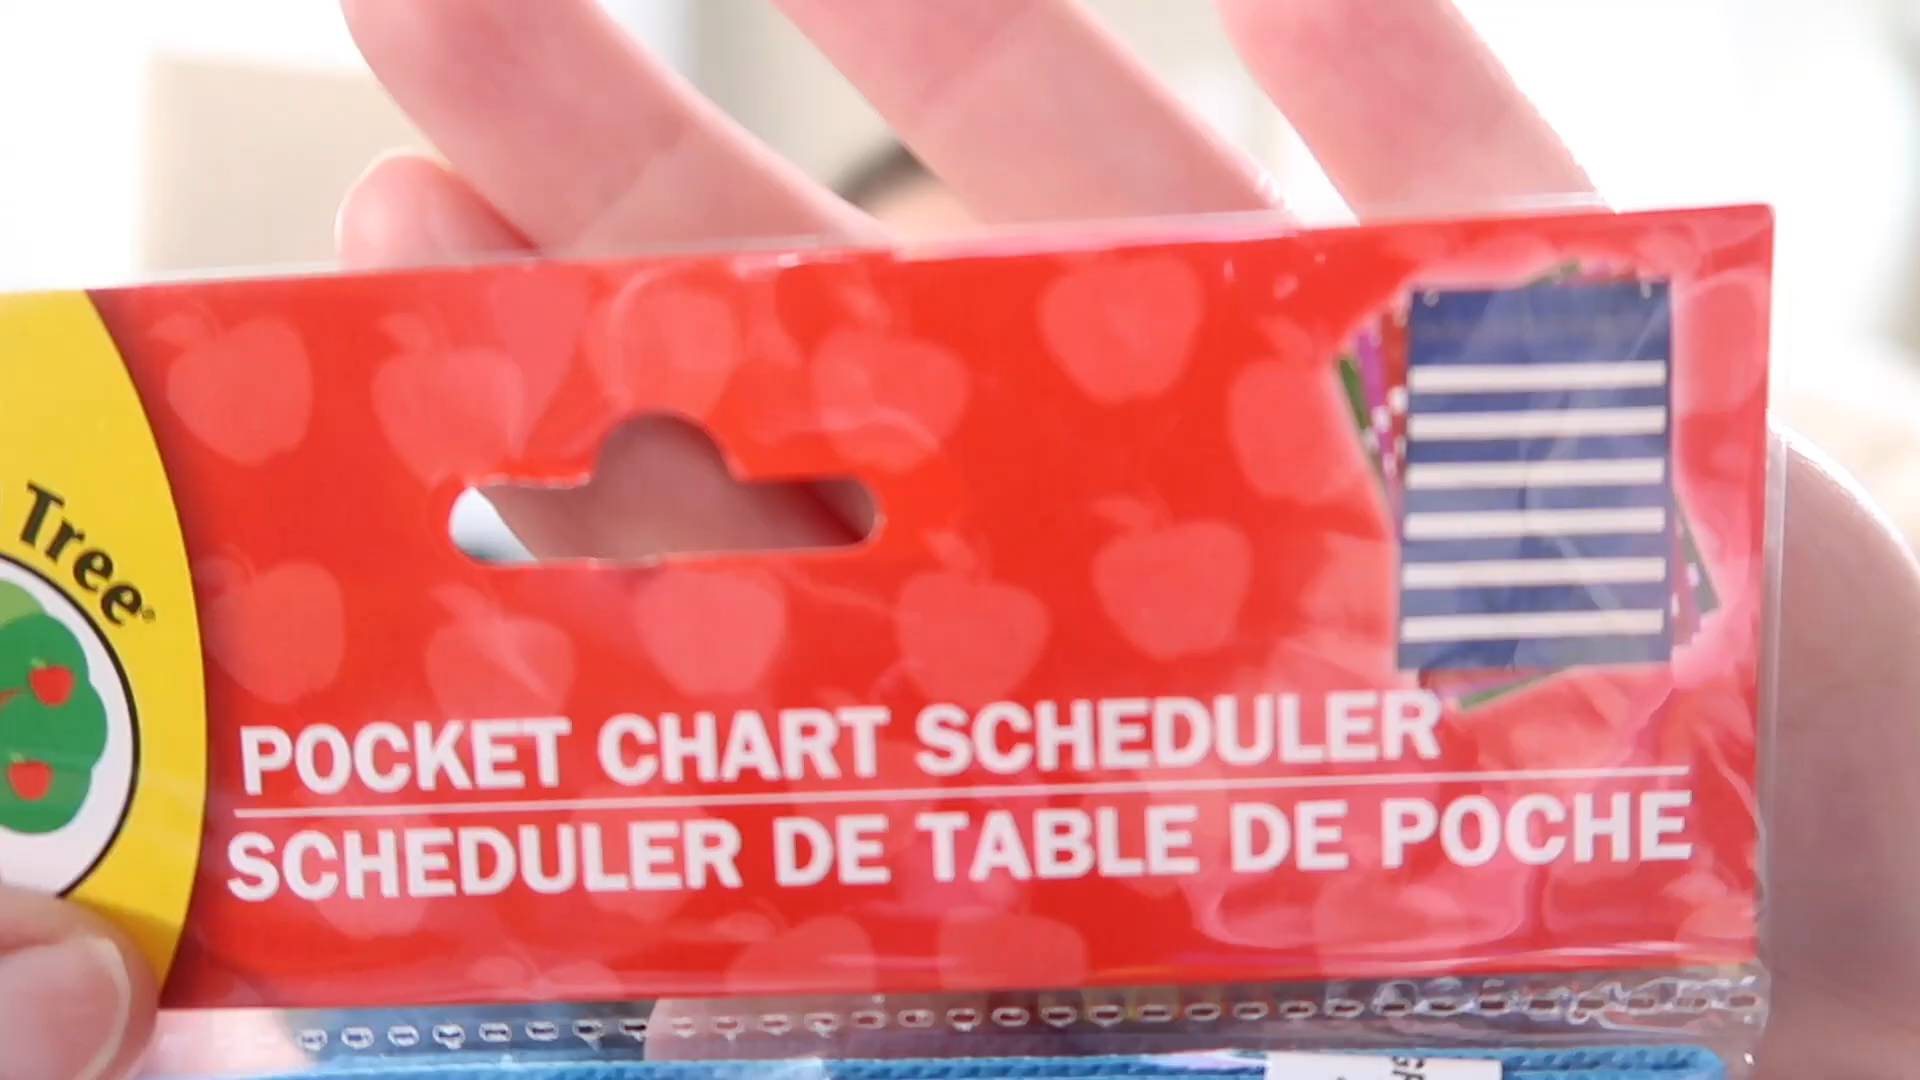 Tree®
POCKET CHART SCHEDULER
SCHEDULER DE TABLE DE POCHE